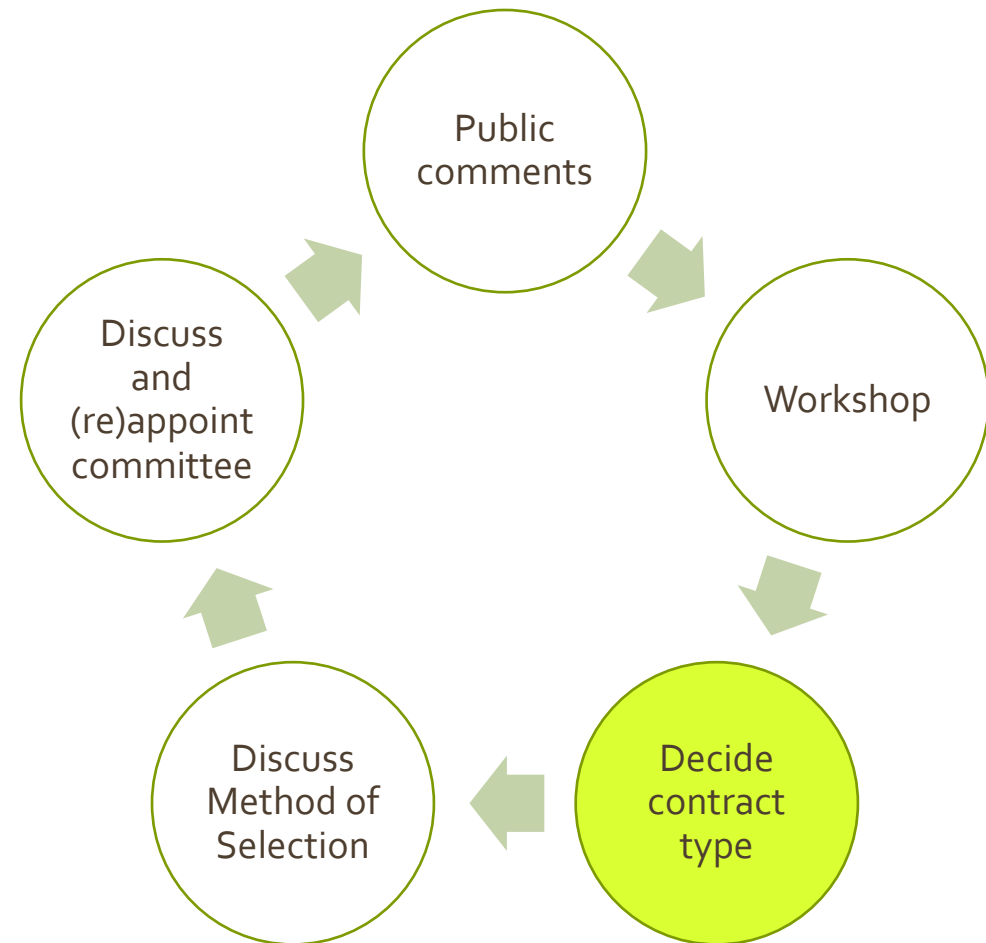 Public
comments
Workshop
Decide
contract
type
Discuss
Method of
Selection
Discuss
and
(re)appoint
committee